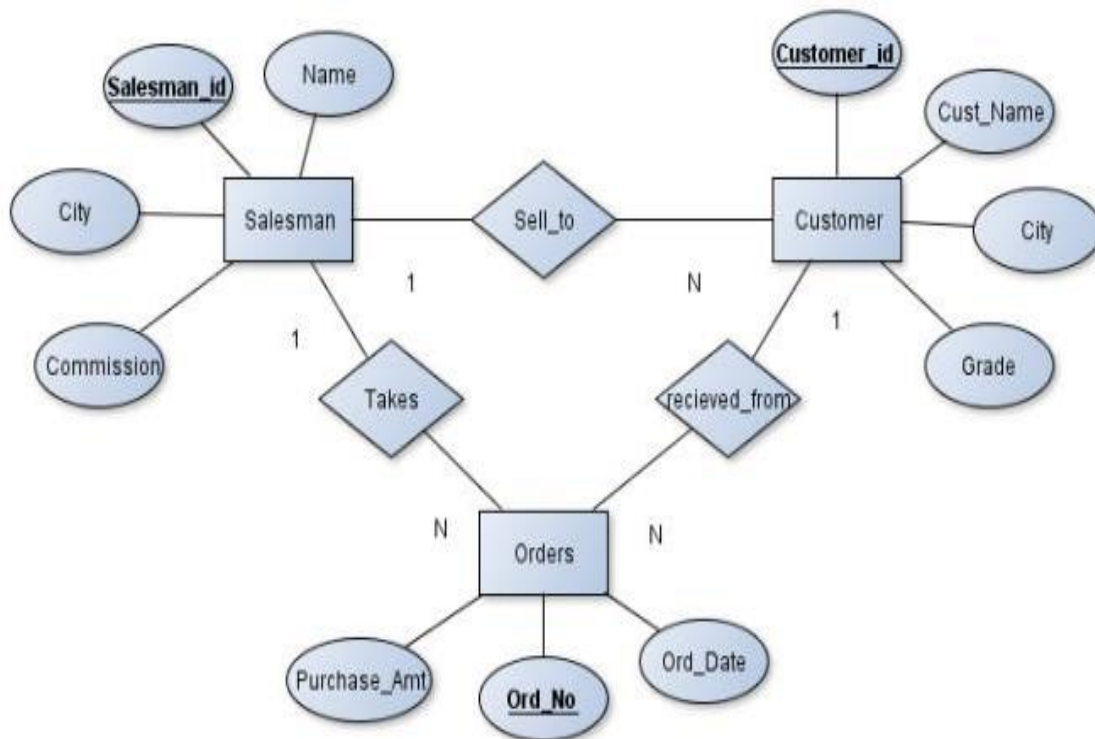 Customer_id
Name
Salesman_id
Cust_Name
City
Salesman
Sell_to
Customer
City
1
N
1
1
Commission
Grade
Takes
recieved_from
N
N
Orders
Purchase_Amt
Ord_No
Ord_Date